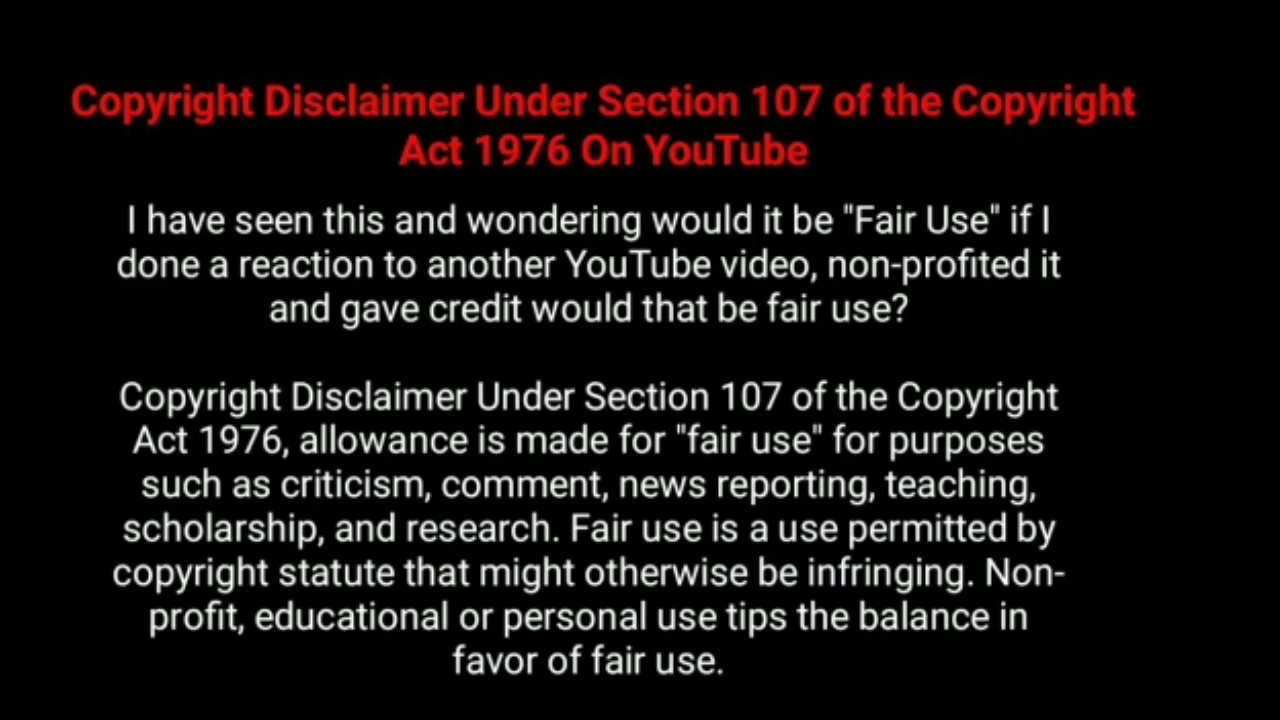 Copyright Disclaimer Under Section 107 of the Copyright
Act 1976 On YouTube
I have seen this and wondering would it be "Fair Use" if I
done a reaction to another YouTube video, non-profited it
and gave credit would that be fair use?
Copyright Disclaimer Under Section 107 of the Copyright
Act 1976, allowance is made for "fair use" for purposes
such as criticism, comment, news reporting, teaching,
scholarship, and research. Fair use is a use permitted by
copyright statute that might otherwise be infringing. Non-
profit, educational or personal use tips the balance in
favor of fair use.